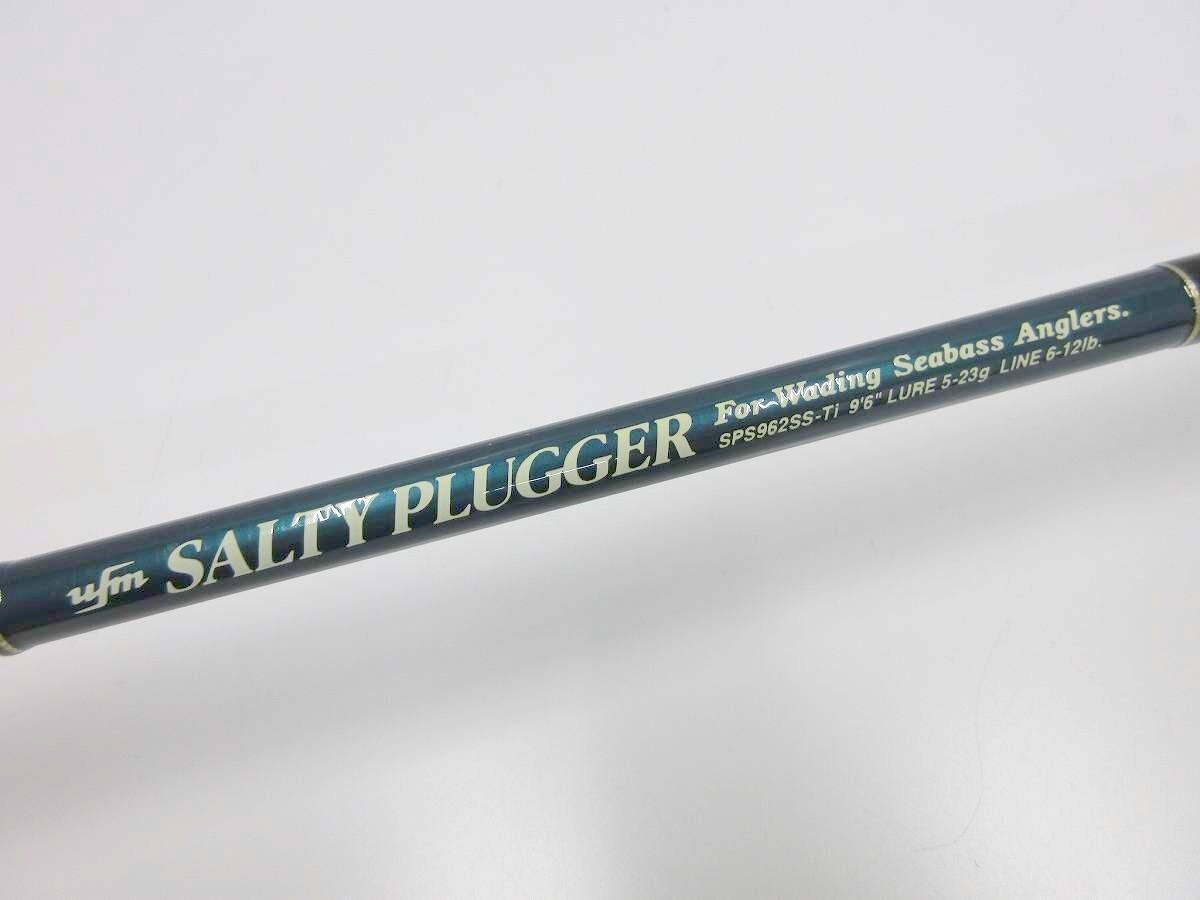 ufm SALTY PLUGGER
For Wading Seabass Anglers.
SPS962SS-Ti 9'6" LURE 5-23g LINE 6-12lb.